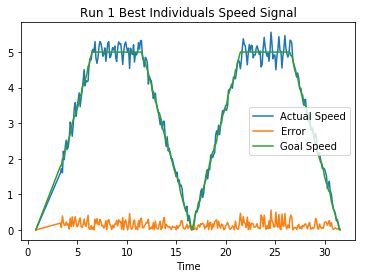 Run 1 Best Individuals Speed Signal
5
4
3
2
1
0
Actual Speed
Error
Goal Speed
0 5 10 15 20 25 30
Time